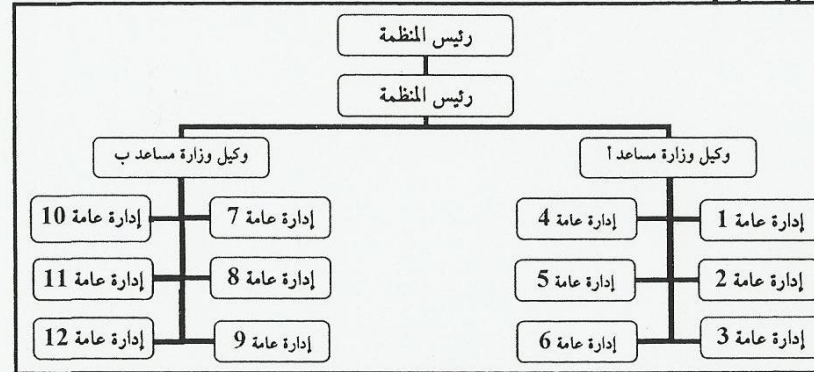 رئيس المنظمة
رئيس المنظمة
وكيل وزارة مساعد أ
وكيل وزارة مساعد ب
إدارة عامة 1
إدارة عامة 4
إدارة عامة 7
إدارة عامة 10
إدارة عامة 2
إدارة عامة 5
إدارة عامة 8
إدارة عامة 11
إدارة عامة 3
إدارة عامة 6
إدارة عامة 9
إدارة عامة 12